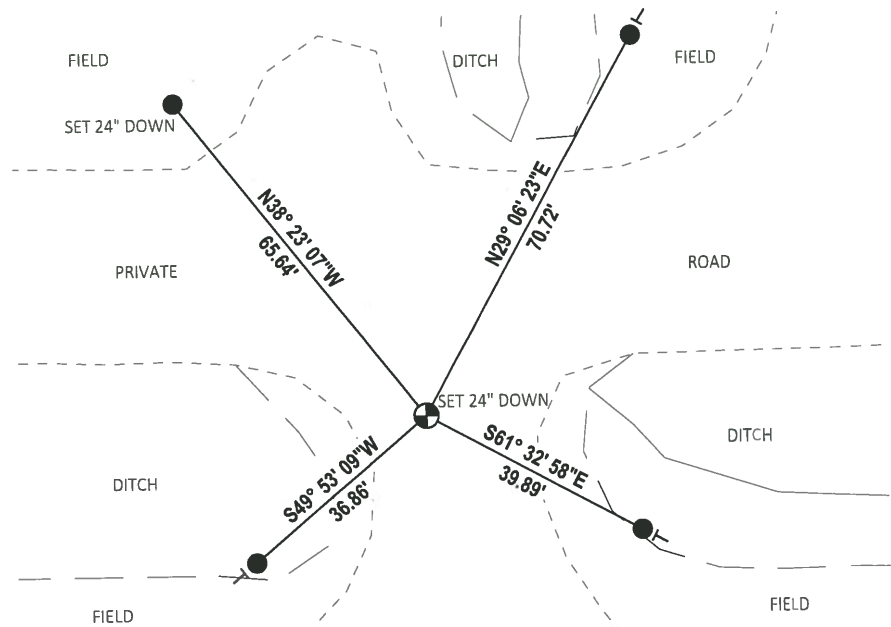 FIELD
DITCH
FIELD
SET 24" DOWN
N38° 23' 07"W
65.64'
N29° 06' 23"E
70.72'
PRIVATE
ROAD
SET 24" DOWN
S49° 53' 09"W
36.86'
S61° 32' 58"E
39.89'
DITCH
DITCH
FIELD
FIELD